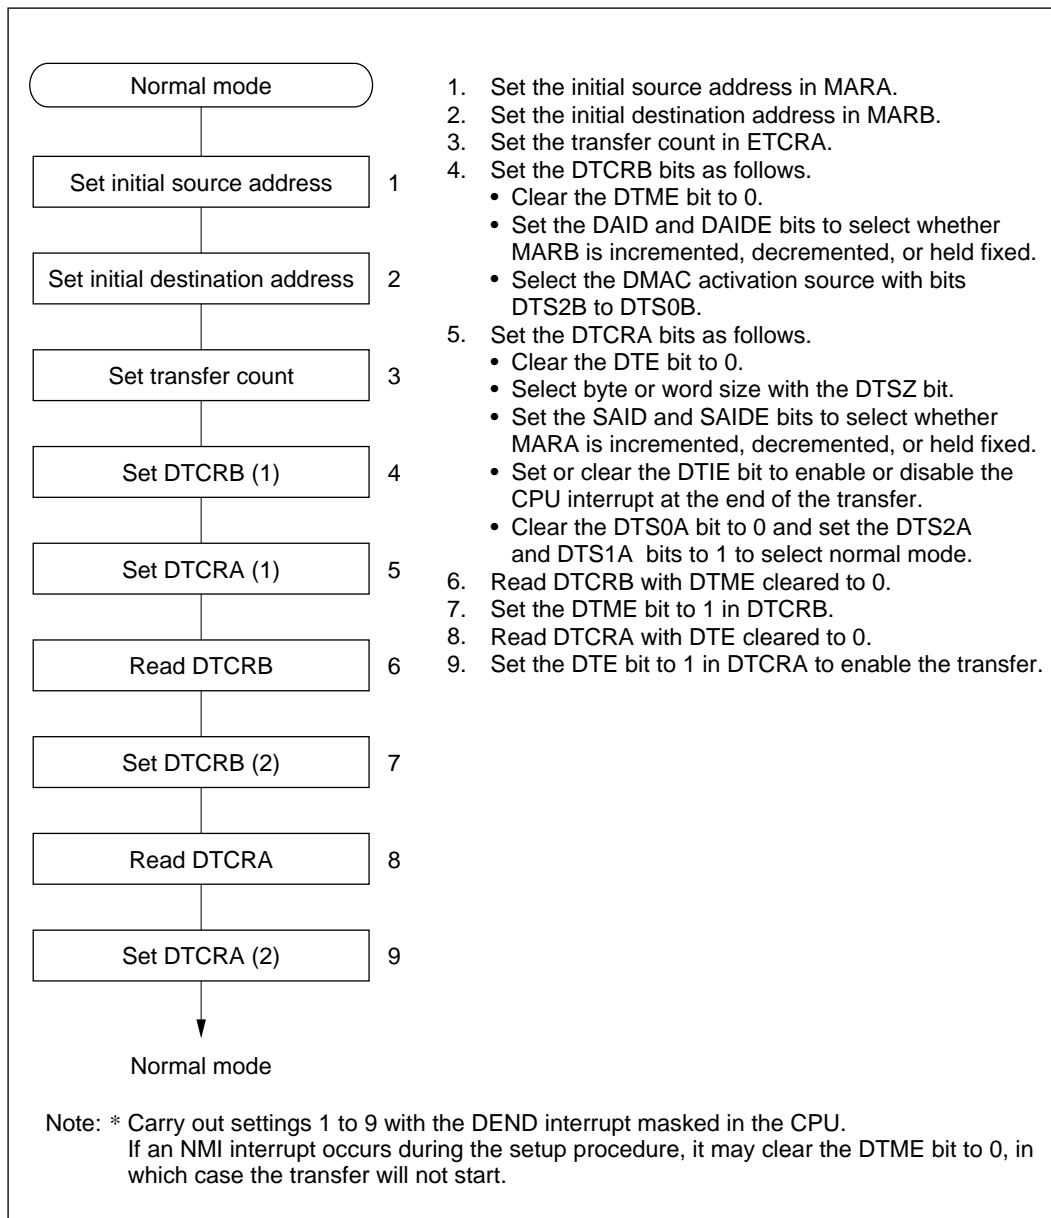 Normal mode
Set initial source address 1
Set initial destination address 2
Set transfer count 3
Set DTCRB (1) 4
Set DTCRA (1) 5
Read DTCRB 6
Set DTCRB (2) 7
Read DTCRA 8
Set DTCRA (2) 9
Normal mode
1. Set the initial source address in MARA.
2. Set the initial destination address in MARB.
3. Set the transfer count in ETCRA.
4. Set the DTCRB bits as follows.
• Clear the DTME bit to 0.
• Set the DAID and DAIDE bits to select whether
MARB is incremented, decremented, or held fixed.
• Select the DMAC activation source with bits
DTS2B to DTS0B.
5. Set the DTCRA bits as follows.
• Clear the DTE bit to 0.
• Select byte or word size with the DTSZ bit.
• Set the SAID and SAIDE bits to select whether
MARA is incremented, decremented, or held fixed.
• Set or clear the DTIE bit to enable or disable the
CPU interrupt at the end of the transfer.
• Clear the DTS0A bit to 0 and set the DTS2A
and DTS1A bits to 1 to select normal mode.
6. Read DTCRB with DTME cleared to 0.
7. Set the DTME bit to 1 in DTCRB.
8. Read DTCRA with DTE cleared to 0.
9. Set the DTE bit to 1 in DTCRA to enable the transfer.
Note: * Carry out settings 1 to 9 with the DEND interrupt masked in the CPU.
If an NMI interrupt occurs during the setup procedure, it may clear the DTME bit to 0, in
which case the transfer will not start.